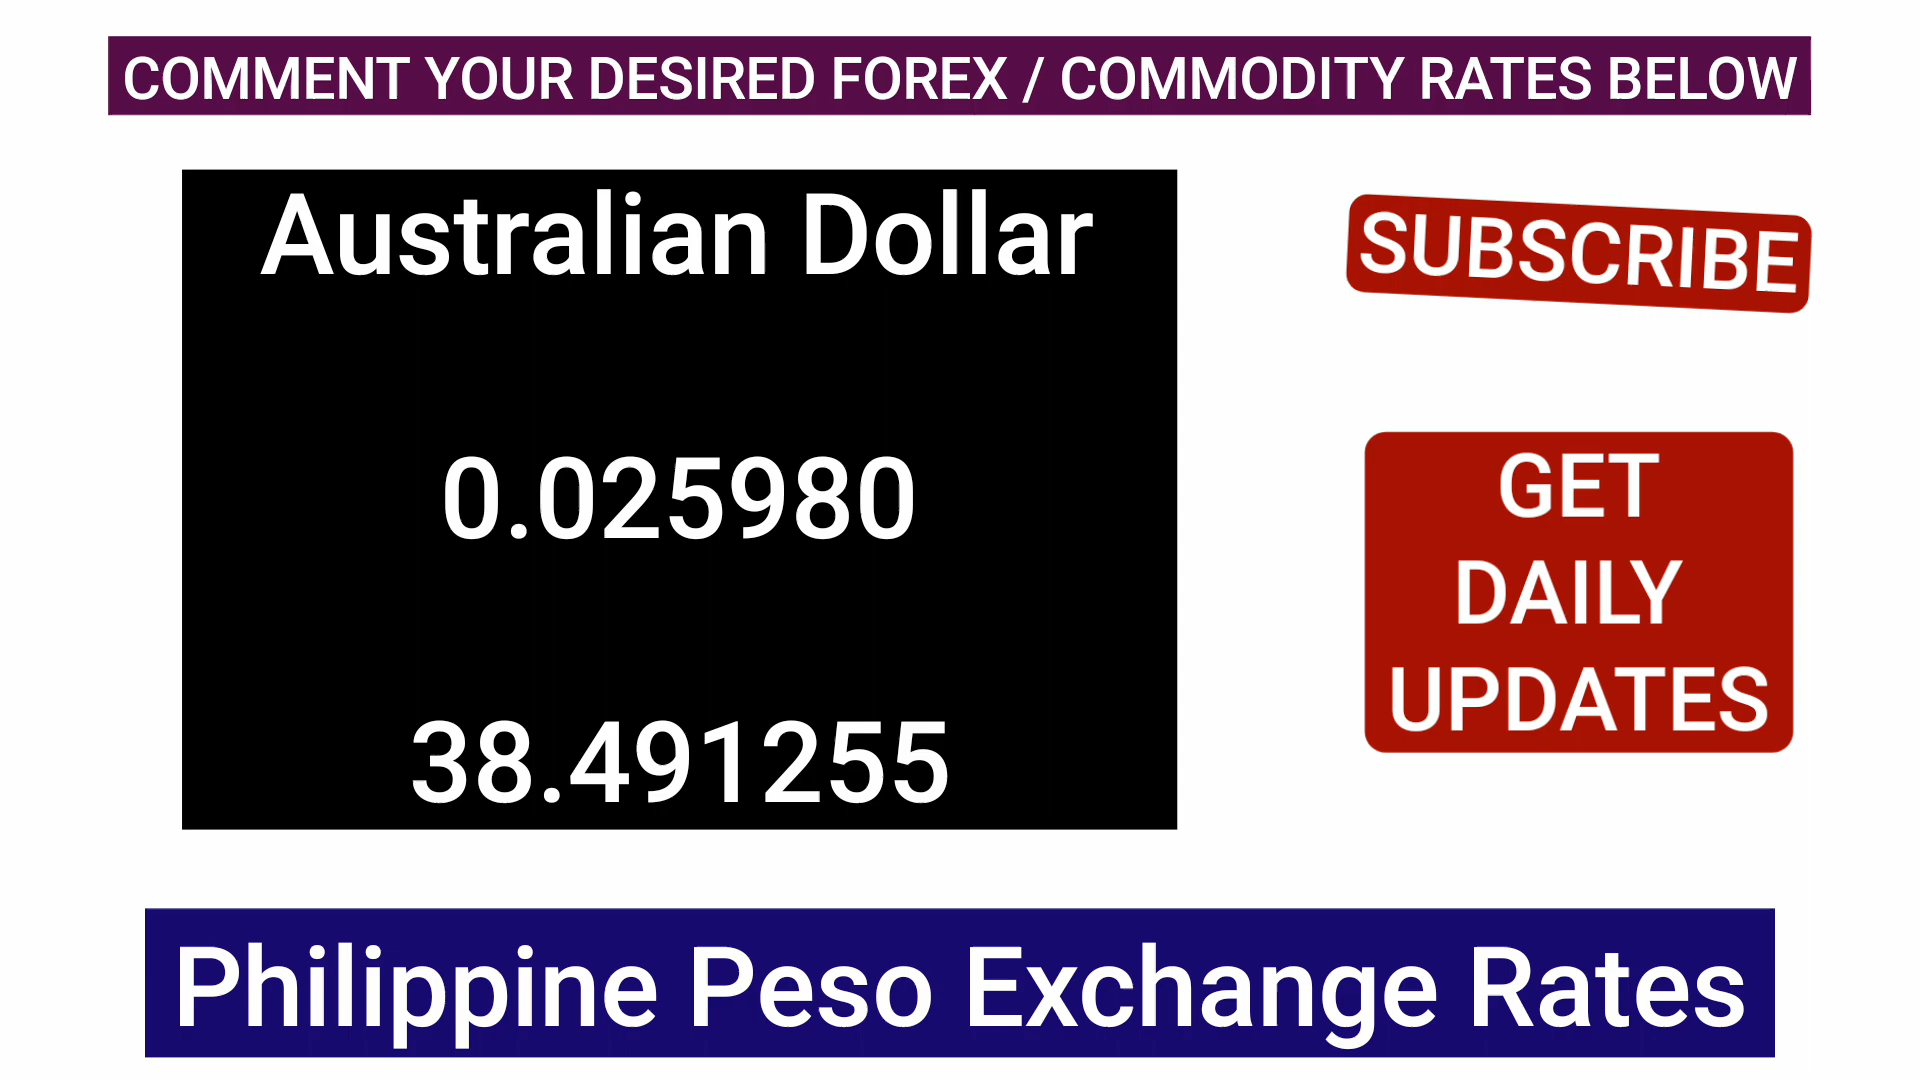 COMMENT YOUR DESIRED FOREX / COMMODITY RATES BELOW
Australian Dollar
0.025980
38.491255
SUBSCRIBE
GET
DAILY
UPDATES
Philippine Peso Exchange Rates